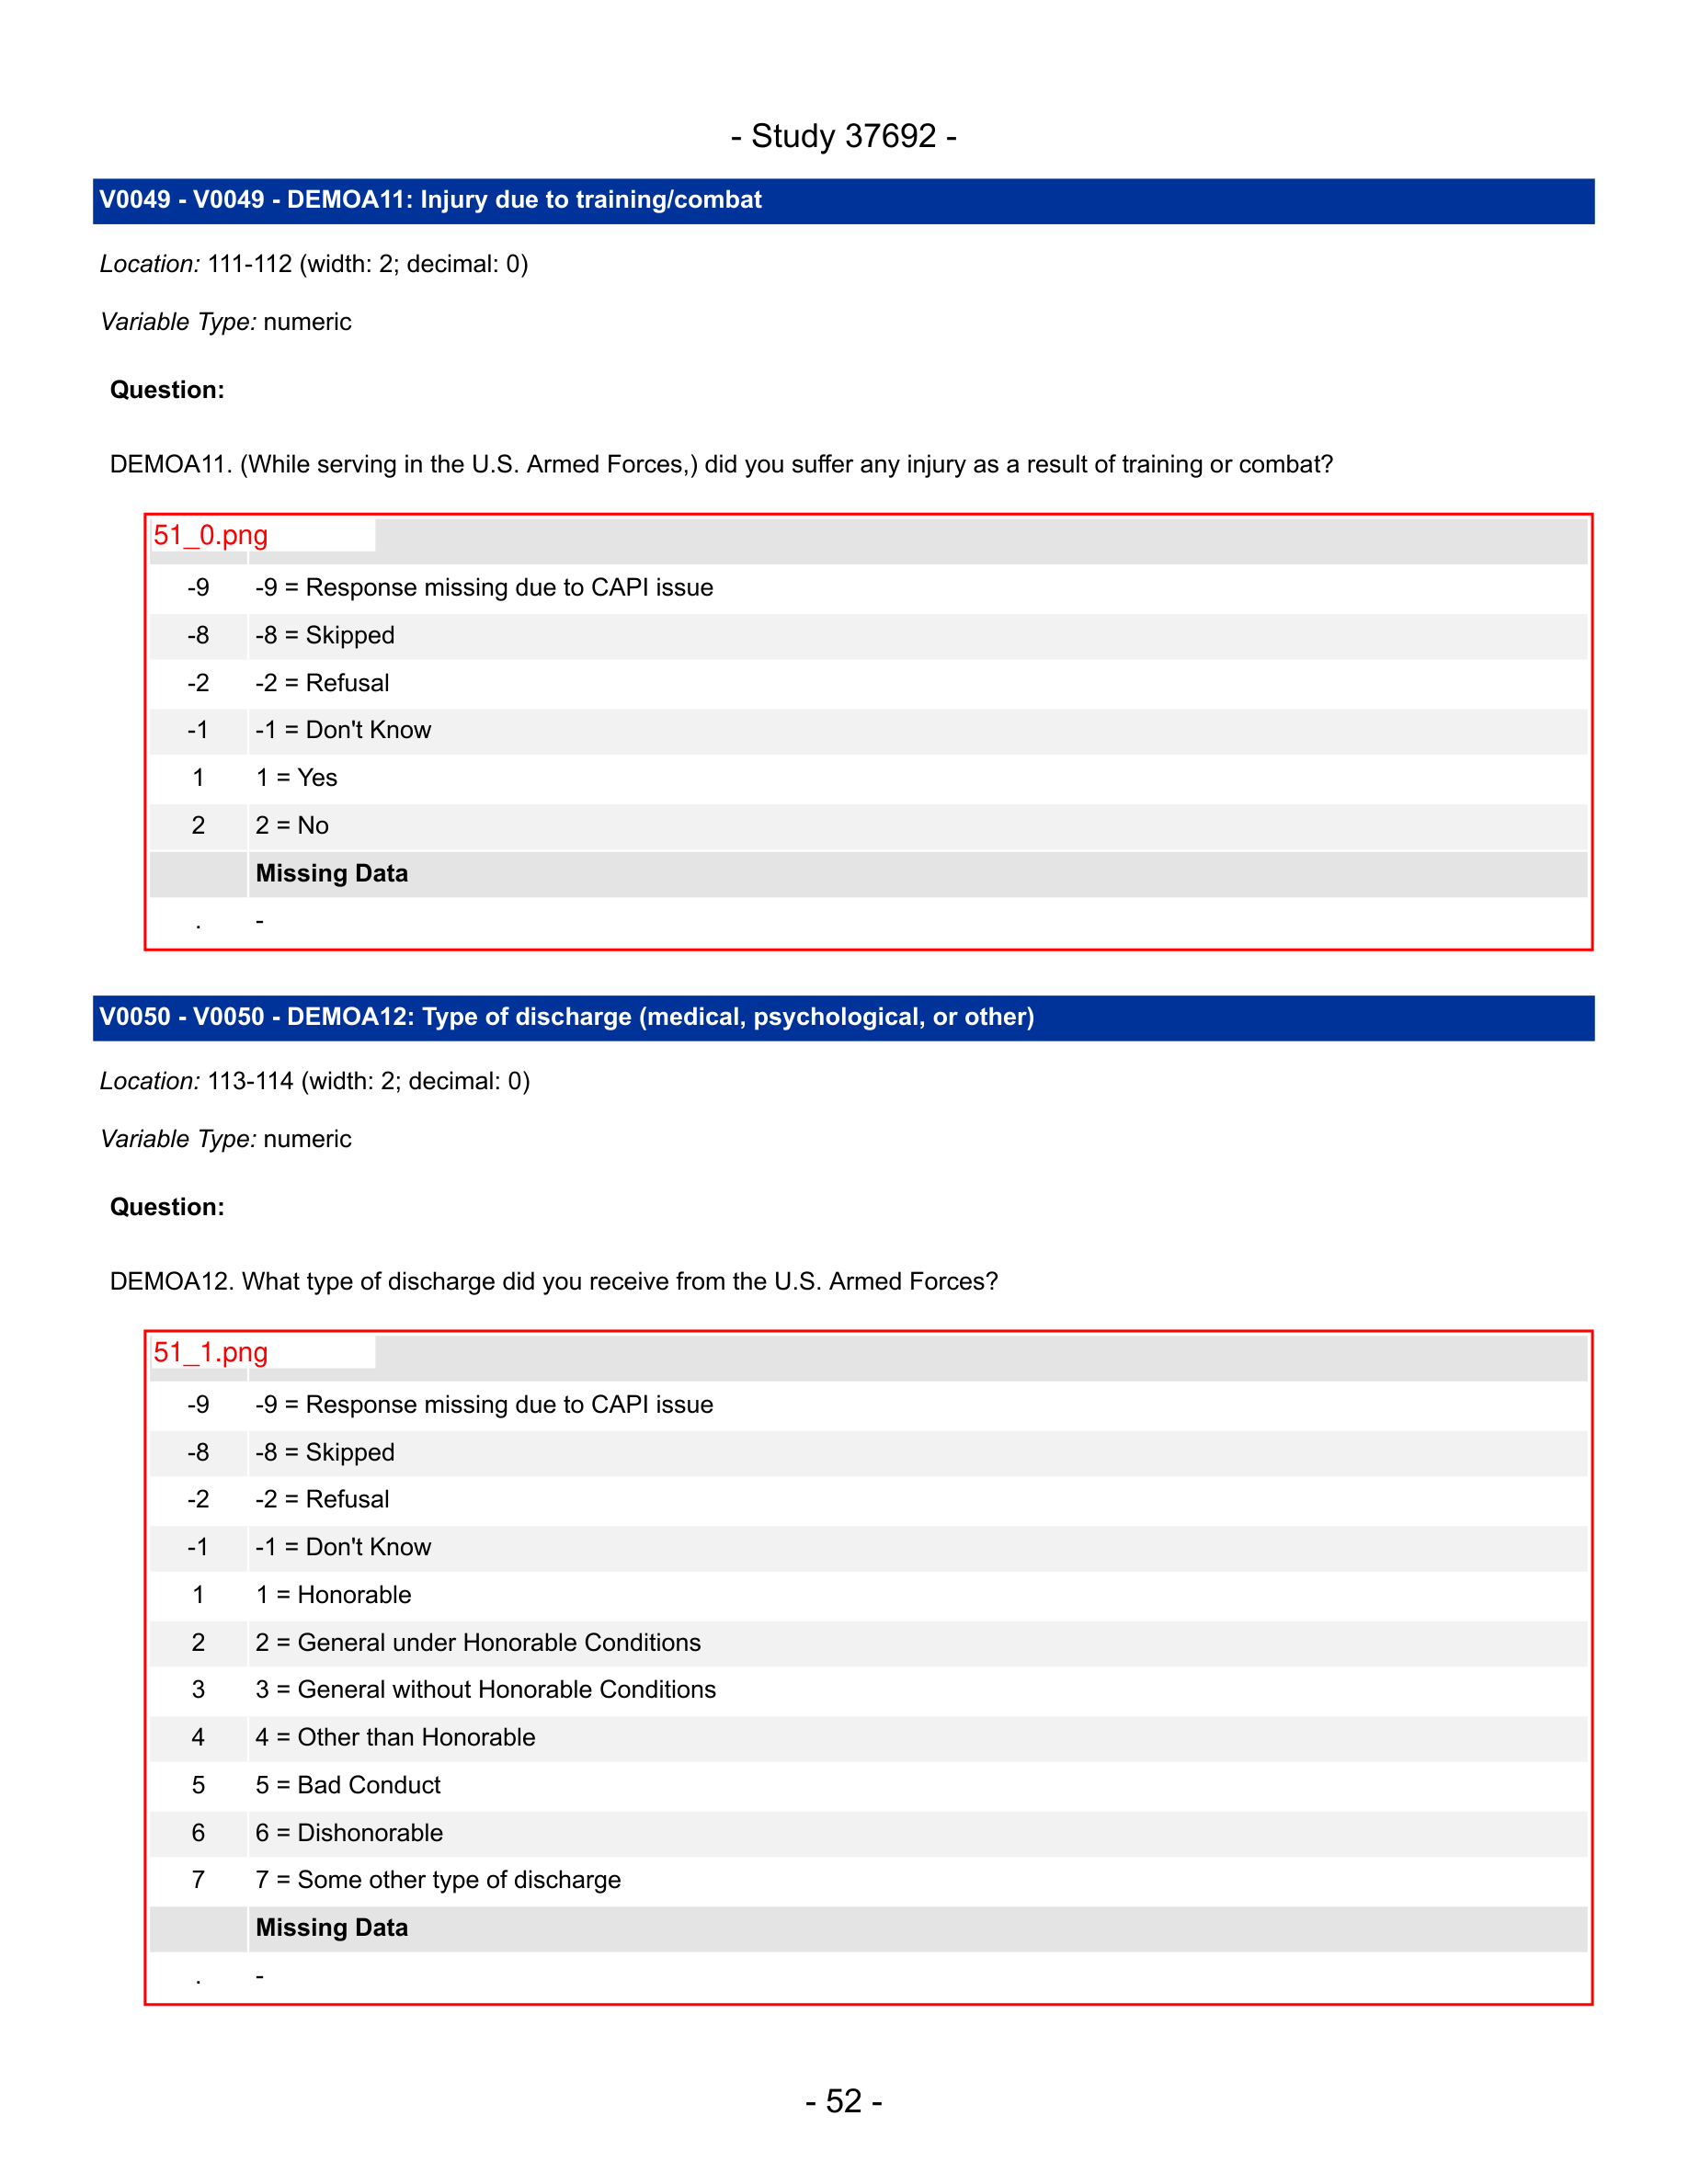 - Study 37692 -
V0049 - V0049 - DEMOA11: Injury due to training/combat
Location: 111-112 (width: 2; decimal: 0)
Variable Type: numeric
Question:
DEMOA11. (While serving in the U.S. Armed Forces,) did you suffer any injury as a result of training or combat?
51_0.png
-9 -9 = Response missing due to CAPI issue
-8 -8 = Skipped
-2 -2 = Refusal
-1 -1 = Don't Know
1 1 = Yes
2 2 = No
Missing Data
. -
V0050 - V0050 - DEMOA12: Type of discharge (medical, psychological, or other)
Location: 113-114 (width: 2; decimal: 0)
Variable Type: numeric
Question:
DEMOA12. What type of discharge did you receive from the U.S. Armed Forces?
51_1.png
-9 -9 = Response missing due to CAPI issue
-8 -8 = Skipped
-2 -2 = Refusal
-1 -1 = Don't Know
1 1 = Honorable
2 2 = General under Honorable Conditions
3 3 = General without Honorable Conditions
4 4 = Other than Honorable
5 5 = Bad Conduct
6 6 = Dishonorable
7 7 = Some other type of discharge
Missing Data
. -
- 52 -